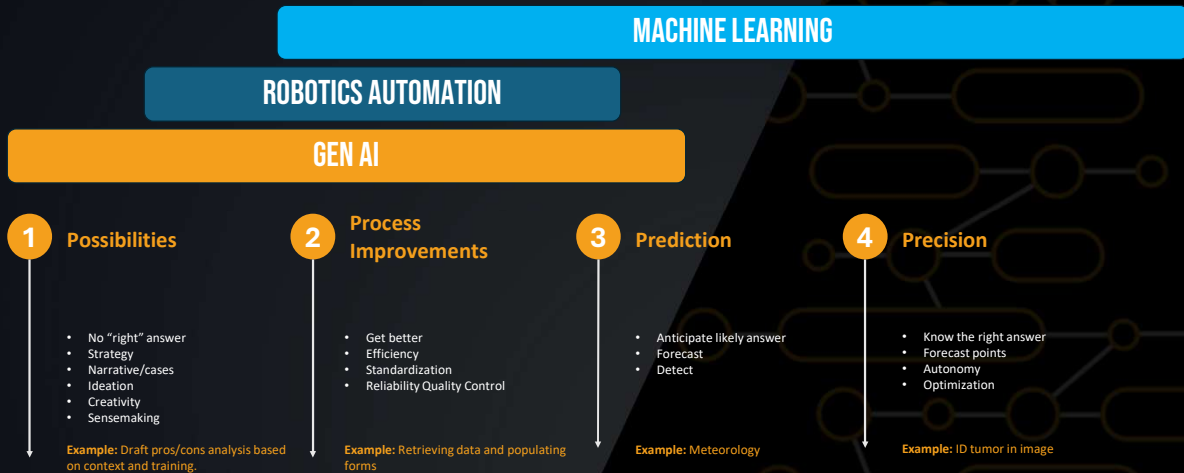 MACHINE LEARNING
ROBOTICS AUTOMATION
GEN AI
1
Possibilities
• No “right” answer
• Strategy
• Narrative/cases
• Ideation
• Creativity
• Sensemaking
Example: Draft pros/cons analysis based
on context and training.
2
Process
Improvements
• Get better
• Efficiency
• Standardization
• Reliability Quality Control
Example: Retrieving data and populating
forms
3
Prediction
• Anticipate likely answer
• Forecast
• Detect
Example: Meteorology
4
Precision
• Know the right answer
• Forecast points
• Autonomy
• Optimization
Example: ID tumor in image